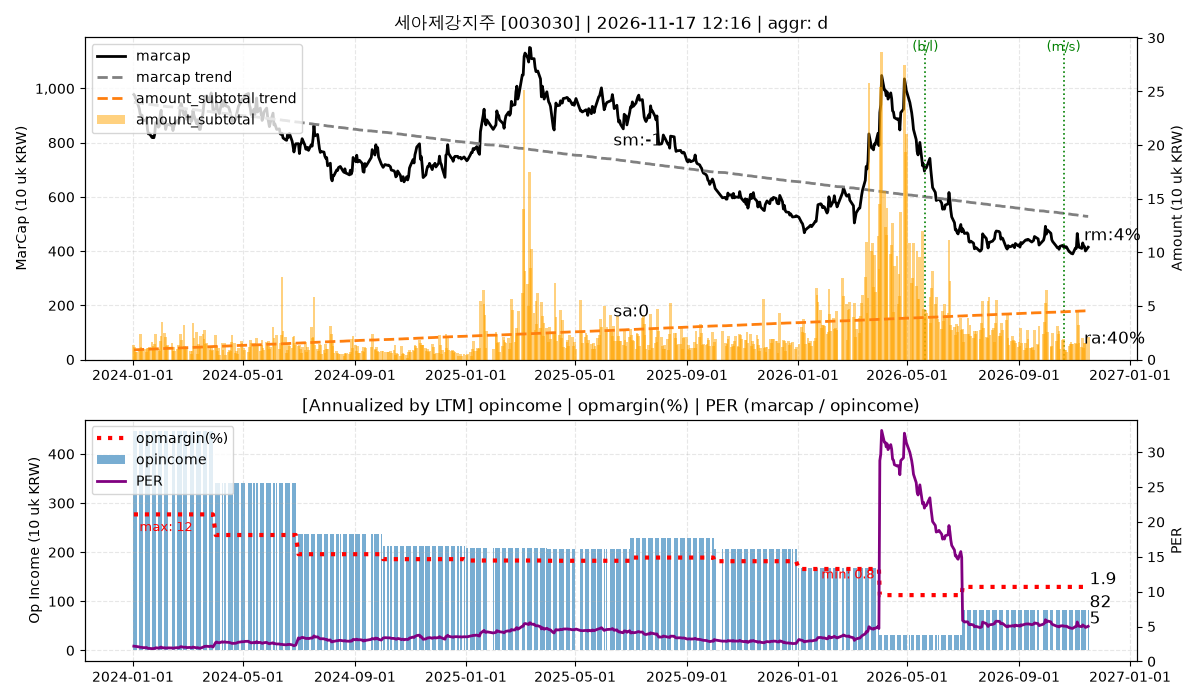 세아제강지주 [003030] | 2026-11-17 12:16 | aggr: d
marcap
marcap trend
amount_subtotal trend
amount_subtotal
(b/l)
(m/s)
sm:-1
sa:0
rm:4%
ra:40%
MarCap (10 uk KRW)
1,000
800
600
400
200
0
Amount (10 uk KRW)
30
25
20
15
10
5
0
2024-01-01
2024-05-01
2024-09-01
2025-01-01
2025-05-01
2025-09-01
2026-01-01
2026-05-01
2026-09-01
2027-01-01
[Annualized by LTM] opincome | opmargin(%) | PER (marcap / opincome)
opmargin(%)
opincome
PER
max: 12
min: 0.8
1.9
82
5
Op Income (10 uk KRW)
400
300
200
100
0
PER
30
25
20
15
10
5
0
2024-01-01
2024-05-01
2024-09-01
2025-01-01
2025-05-01
2025-09-01
2026-01-01
2026-05-01
2026-09-01
2027-01-01